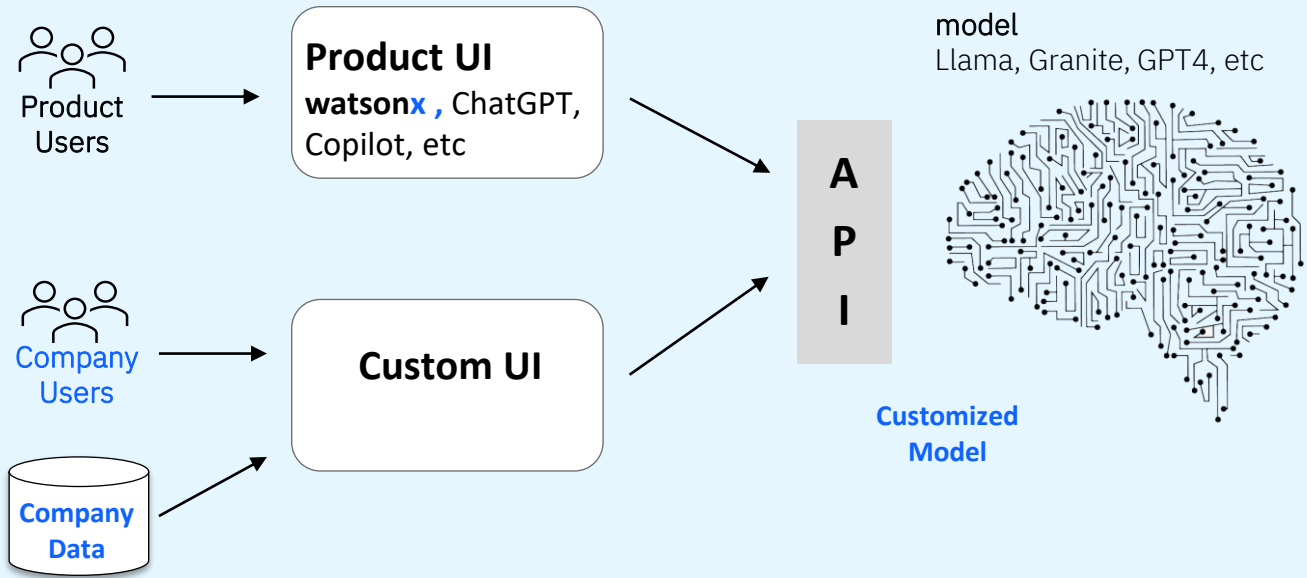 Product
Users
Product UI
watsonx , ChatGPT,
Copilot, etc
model
Llama, Granite, GPT4, etc
A
P
I
Company
Users
Custom UI
Customized
Model
Company
Data